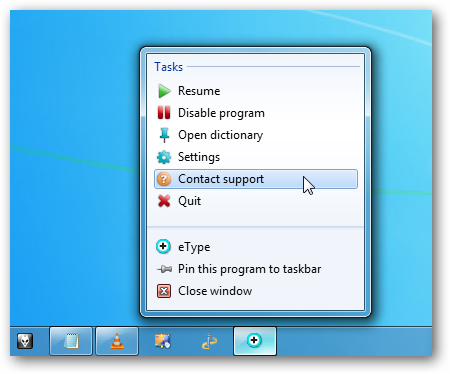 Tasks
Resume
Disable program
Open dictionary
Settings
Contact support
Quit
eType
Pin this program to taskbar
Close window